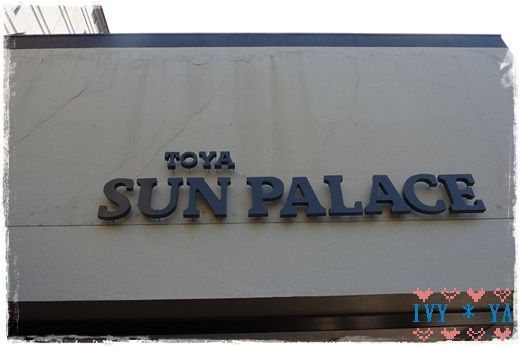 TOYA
SUN PALACE
IVY * YA